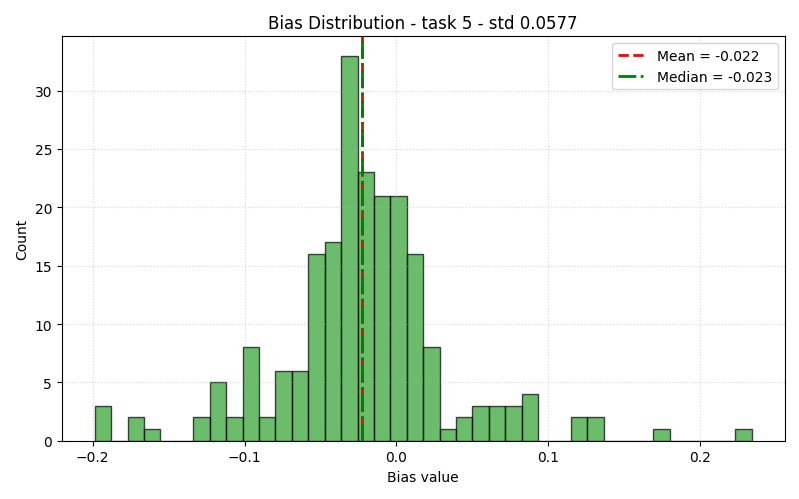 Bias Distribution - task 5 - std 0.0577
Mean = -0.022
Median = -0.023
Count
30
25
20
15
10
5
0
−0.2
−0.1
0.0
0.1
0.2
Bias value